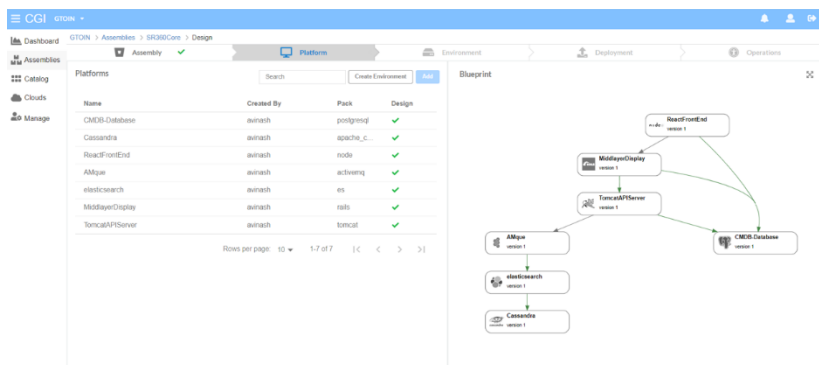 CGI GTOIN
Dashboard
Assemblies
Catalog
Clouds
Manage
GTOIN > Assemblies > SR360Core > Design
Assembly Platform Environment Deployment Operations
Platforms
Search Create Environment Add
Name Created By Pack Design
CMDB-Database avinash postgresql
Cassandra avinash apache_c...
ReactFrontEnd avinash node
AMque avinash activemq
elasticsearch avinash es
MiddlayerDisplay avinash rails
TomcatAPIServer avinash tomcat
Rows per page: 10 1-7 of 7 |< < > >|
Blueprint
ReactFrontEnd
version 1
MiddlayerDisplay
version 1
TomcatAPIServer
version 1
AMque
version 1
CMDB-Database
version 1
elasticsearch
version 1
Cassandra
version 1